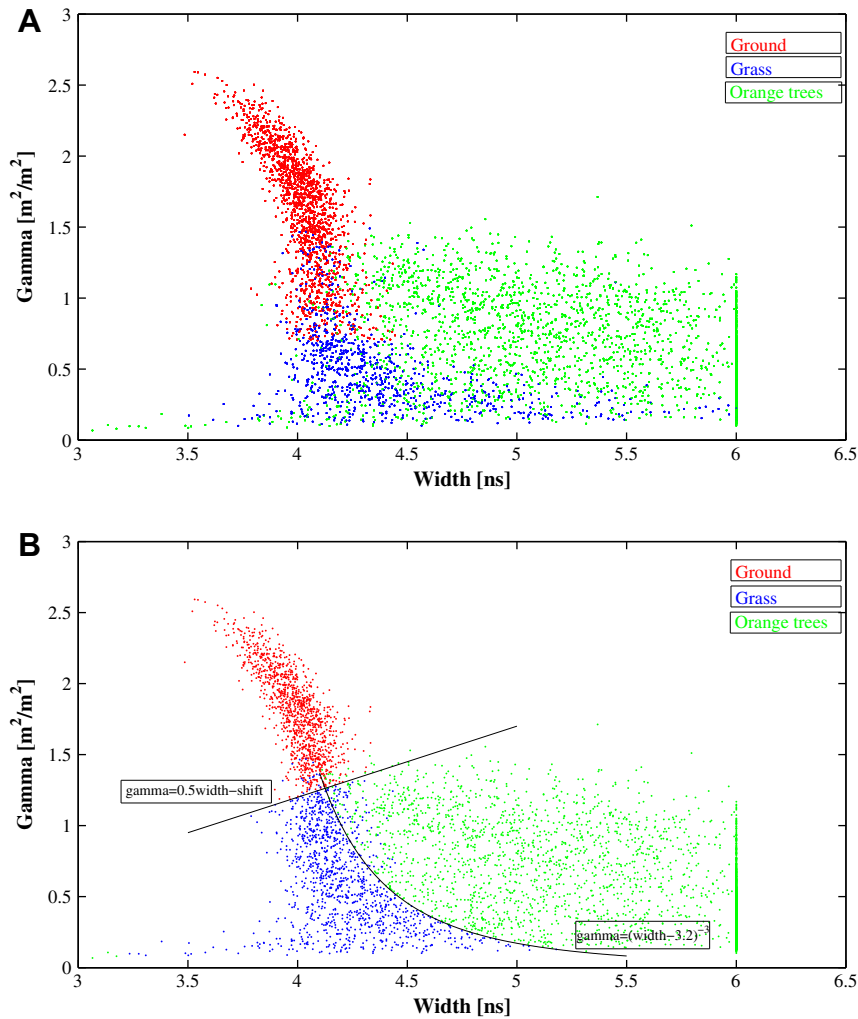 A
3
2.5
2
1.5
1
0.5
0
Gamma [m²/m²]
Ground
Grass
Orange trees
3 3.5 4 4.5 5 5.5 6 6.5
Width [ns]
B
3
2.5
2
1.5
1
0.5
0
Gamma [m²/m²]
Ground
Grass
Orange trees
gamma=0.5width−shift
gamma=(width−3.2)⁻³
3 3.5 4 4.5 5 5.5 6 6.5
Width [ns]